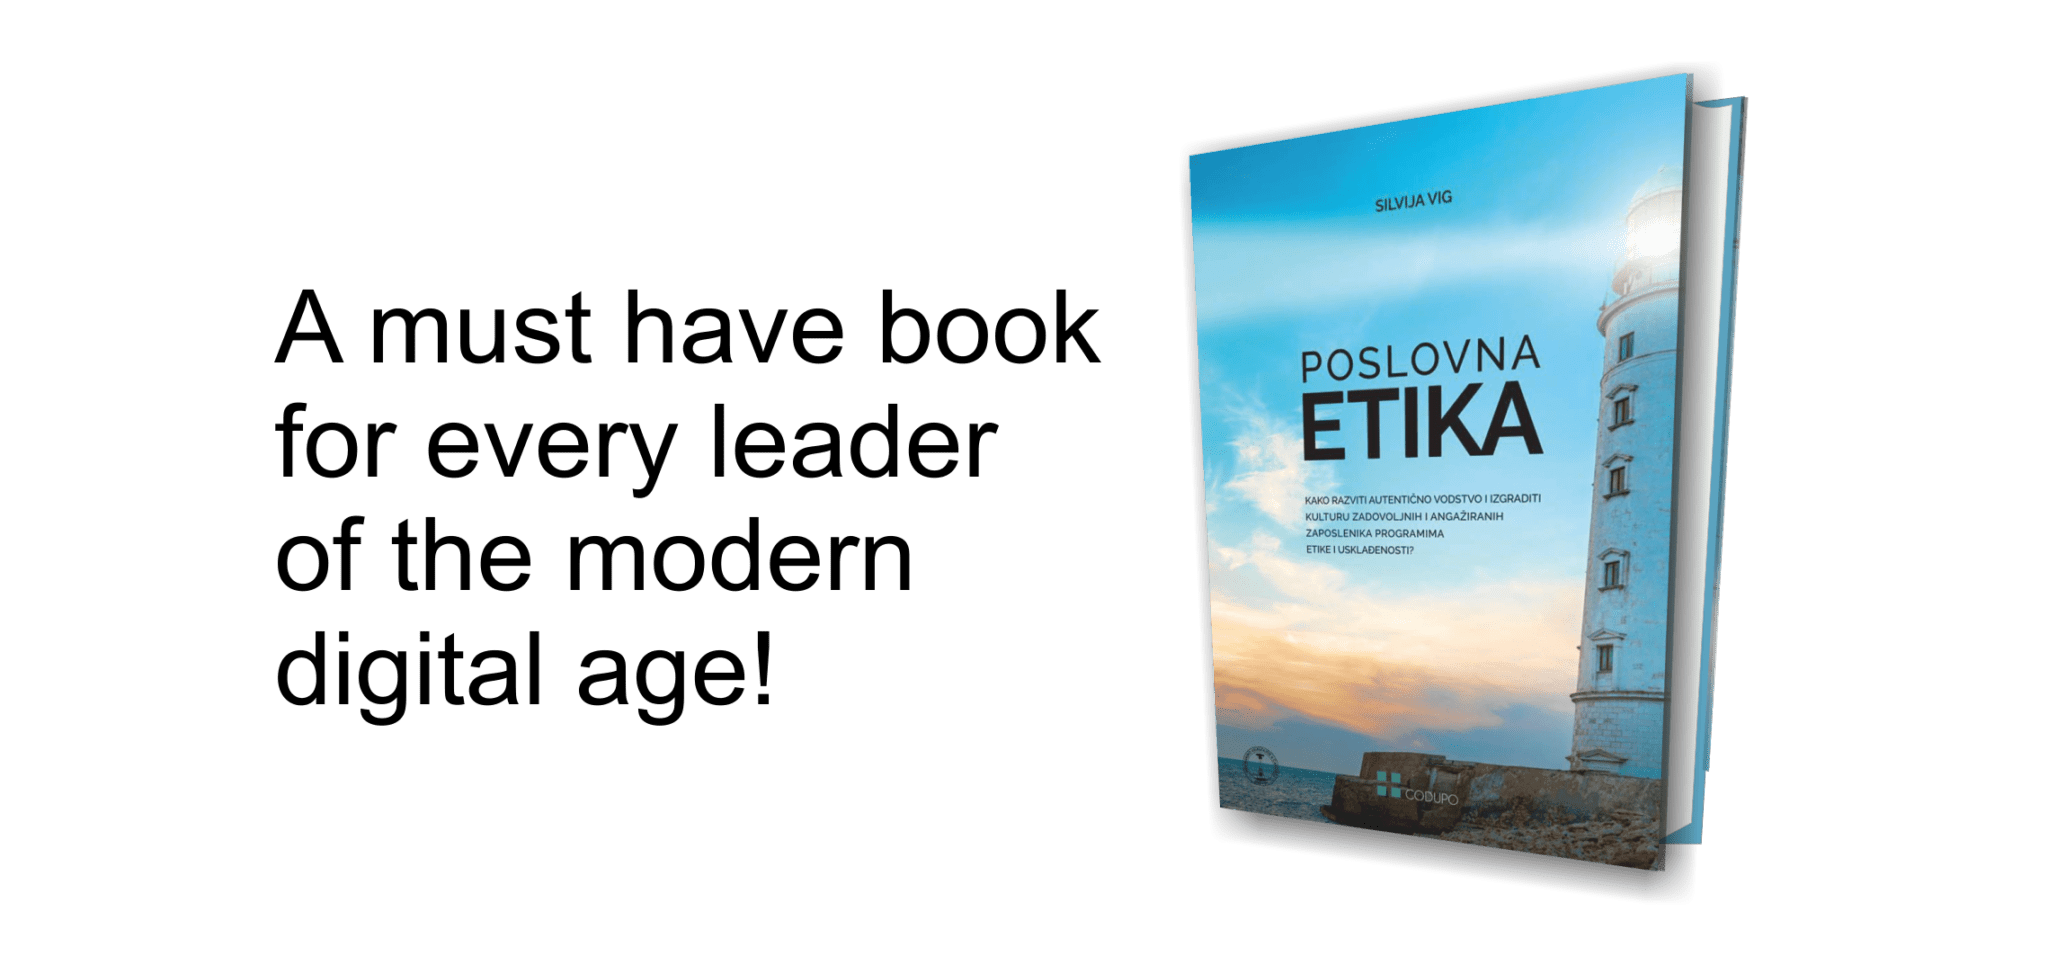 A must have book
for every leader
of the modern
digital age!
SILVIJA VIG
POSLOVNA
ETIKA
KAKO RAZVITI AUTENTIČNO VODSTVO I IZGRADITI
KULTURU ZADOVOLJNIH I ANGAŽIRANIH
ZAPOSLENIKA PROGRAMIMA
ETIKE I USKLAĐENOSTI?
CODUPO